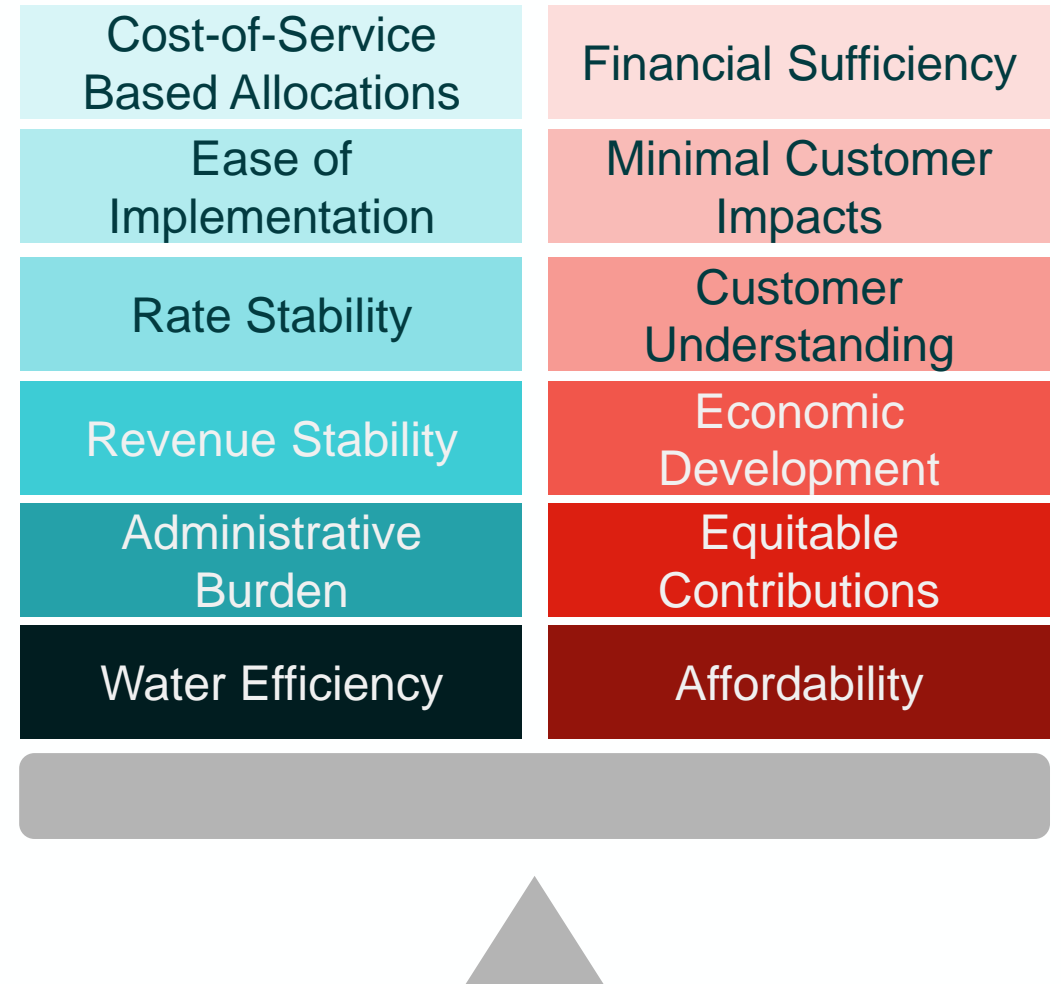 Cost-of-Service
Based Allocations
Financial Sufficiency
Ease of
Implementation
Minimal Customer
Impacts
Rate Stability
Customer
Understanding
Revenue Stability
Economic
Development
Administrative
Burden
Equitable
Contributions
Water Efficiency
Affordability